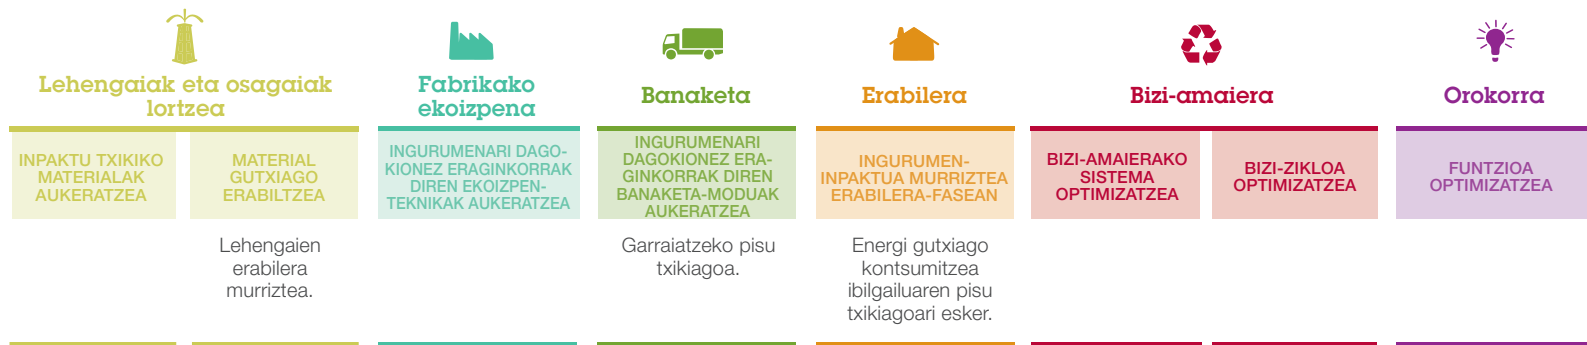 Lehengaiak eta osagaiak
lortzea
Fabrikako
ekoizpena
Banaketa
Erabilera
Bizi-amaiera
Orokorra
INPAKTU TXIKIKO
MATERIALAK
AUKERATZEA
MATERIAL
GUTXIAGO
ERABILTZEA
INGURUMENARI DAGO-
KIONEZ ERAGINKORRAK
DIREN EKOIZPEN-
TEKNIKAK AUKERATZEA
INGURUMENARI
DAGOKIONEZ ERA-
GINKORRAK DIREN
BANAKETA-MODUAK
AUKERATZEA
INGURUMEN-
INPAKTUA MURRIZTEA
ERABILERA-FASEAN
BIZI-AMAIERAKO
SISTEMA
OPTIMIZATZEA
BIZI-ZIKLOA
OPTIMIZATZEA
FUNTZIOA
OPTIMIZATZEA
Lehengaien
erabilera
murriztea.
Garraiatzeko pisu
txikiagoa.
Energi gutxiago
kontsumitzea
ibilgailuaren pisu
txikiagoari esker.